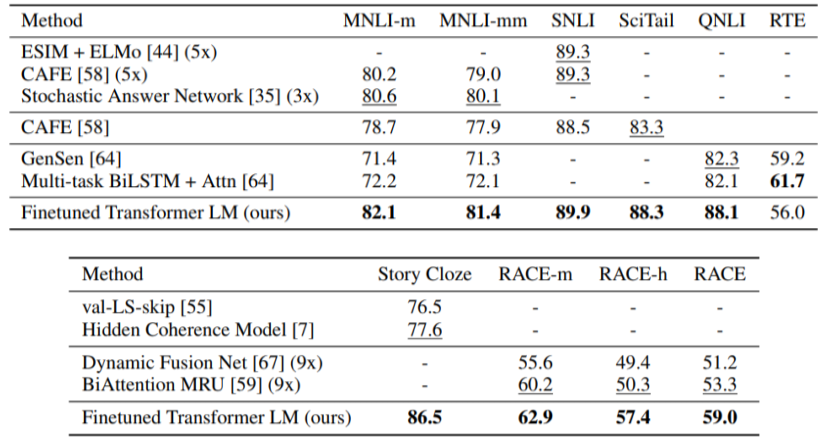 Method MNLI-m MNLI-mm SNLI SciTail QNLI RTE
ESIM + ELMo [44] (5x) - - 89.3 - - -
CAFE [58] (5x) 80.2 79.0 89.3 - - -
Stochastic Answer Network [35] (3x) 80.6 80.1 - - - -
CAFE [58] 78.7 77.9 88.5 83.3
GenSen [64] 71.4 71.3 - - 82.3 59.2
Multi-task BiLSTM + Attn [64] 72.2 72.1 - - 82.1 61.7
Finetuned Transformer LM (ours) 82.1 81.4 89.9 88.3 88.1 56.0
Method Story Cloze RACE-m RACE-h RACE
val-LS-skip [55] 76.5 - - -
Hidden Coherence Model [7] 77.6 - - -
Dynamic Fusion Net [67] (9x) - 55.6 49.4 51.2
BiAttention MRU [59] (9x) - 60.2 50.3 53.3
Finetuned Transformer LM (ours) 86.5 62.9 57.4 59.0